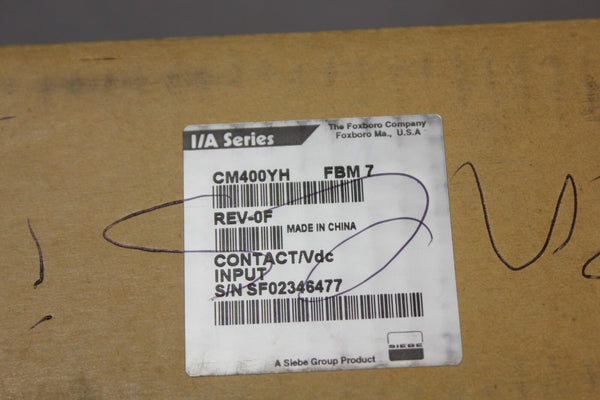 I/A Series
The Foxboro Company
Foxboro Ma., U.S.A
CM400YH FBM 7
REV-0F
MADE IN CHINA
CONTACT/Vdc
INPUT
S/N SF02346477
SIEBE
A Siebe Group Product